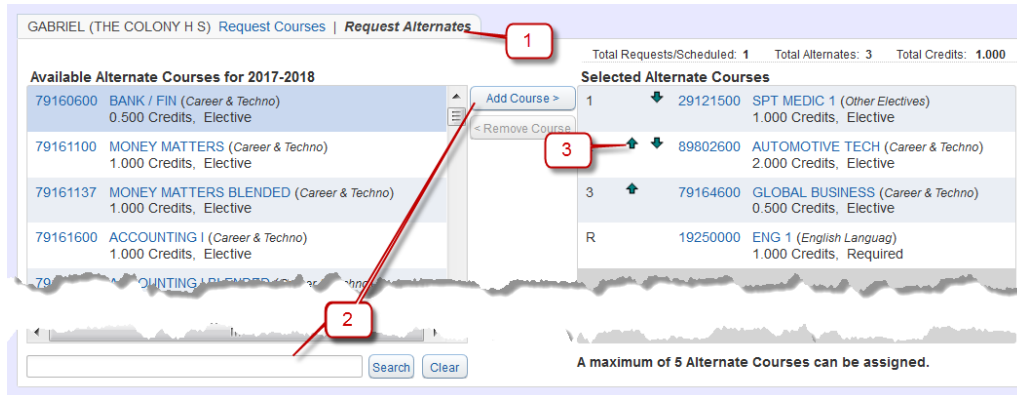 GABRIEL (THE COLONY H S) Request Courses | Request Alternates
1
Total Requests/Scheduled: 1 Total Alternates: 3 Total Credits: 1.000
Available Alternate Courses for 2017-2018
79160600 BANK / FIN (Career & Techno)
0.500 Credits, Elective
79161100 MONEY MATTERS (Career & Techno)
1.000 Credits, Elective
79161137 MONEY MATTERS BLENDED (Career & Techno)
1.000 Credits, Elective
79161600 ACCOUNTING I (Career & Techno)
1.000 Credits, Elective
Add Course >
< Remove Course
Selected Alternate Courses
1 29121500 SPT MEDIC 1 (Other Electives)
1.000 Credits, Elective
3
89802600 AUTOMOTIVE TECH (Career & Techno)
2.000 Credits, Elective
3 79164600 GLOBAL BUSINESS (Career & Techno)
0.500 Credits, Elective
R 19250000 ENG 1 (English Languag)
1.000 Credits, Required
2
Search Clear
A maximum of 5 Alternate Courses can be assigned.